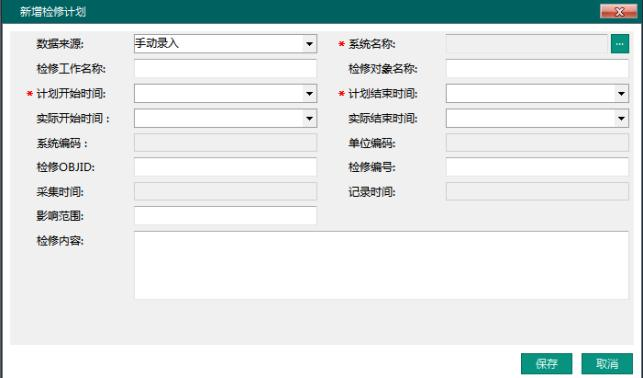 新增检修计划
数据来源: 手动录入 * 系统名称: ...
检修工作名称: 检修对象名称:
* 计划开始时间: * 计划结束时间:
实际开始时间： 实际结束时间:
系统编码： 单位编码:
检修OBJID: 检修编号:
采集时间: 记录时间:
影响范围:
检修内容:
保存 取消